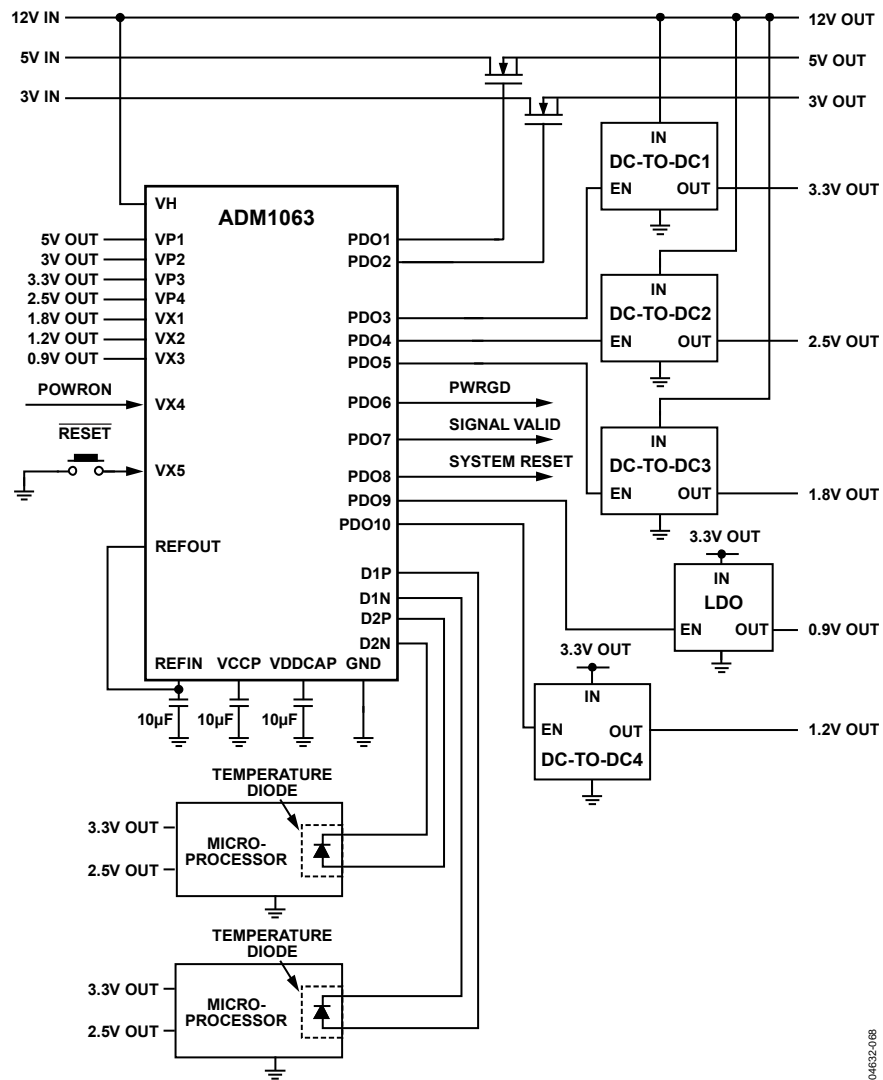 12V IN
12V OUT
5V IN
5V OUT
3V IN
3V OUT
IN
DC-TO-DC1
EN OUT
3.3V OUT
VH
ADM1063
5V OUT
VP1
PDO1
3V OUT
VP2
PDO2
3.3V OUT
VP3
2.5V OUT
VP4
1.8V OUT
VX1
PDO3
1.2V OUT
VX2
PDO4
0.9V OUT
VX3
PDO5
IN
DC-TO-DC2
EN OUT
2.5V OUT
POWRON
VX4
PDO6
PWRGD
PDO7
SIGNAL VALID
RESET
VX5
PDO8
SYSTEM RESET
PDO9
PDO10
IN
DC-TO-DC3
EN OUT
1.8V OUT
REFOUT
3.3V OUT
IN
LDO
EN OUT
0.9V OUT
D1P
D1N
D2P
D2N
REFIN VCCP VDDCAP GND
10µF 10µF 10µF
3.3V OUT
IN
EN OUT
DC-TO-DC4
1.2V OUT
TEMPERATURE
DIODE
3.3V OUT
MICRO-
PROCESSOR
2.5V OUT
TEMPERATURE
DIODE
3.3V OUT
MICRO-
PROCESSOR
2.5V OUT
04632-068